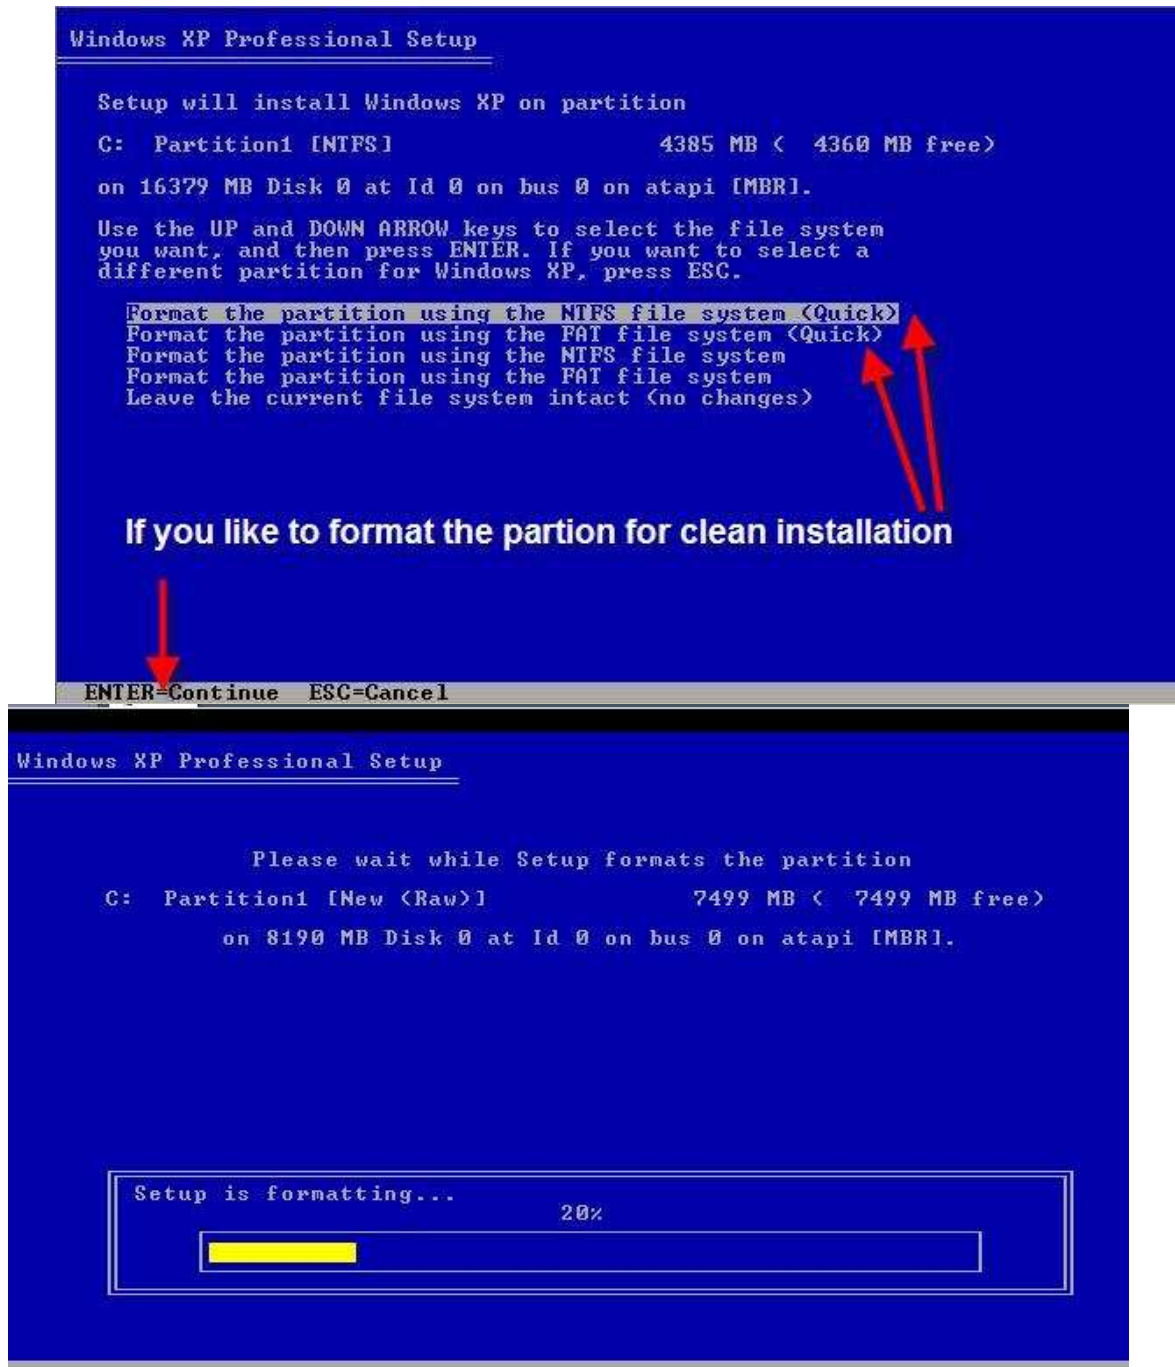 Windows XP Professional Setup
Setup will install Windows XP on partition
C: Partition1 [NTFS] 4385 MB ( 4360 MB free)
on 16379 MB Disk 0 at Id 0 on bus 0 on atapi [MBR].
Use the UP and DOWN ARROW keys to select the file system
you want, and then press ENTER. If you want to select a
different partition for Windows XP, press ESC.
Format the partition using the NTFS file system (Quick)
Format the partition using the FAT file system (Quick)
Format the partition using the NTFS file system
Format the partition using the FAT file system
Leave the current file system intact (no changes)
If you like to format the partion for clean installation
ENTER=Continue ESC=Cancel
Windows XP Professional Setup
Please wait while Setup formats the partition
C: Partition1 [New (Raw)] 7499 MB ( 7499 MB free)
on 8190 MB Disk 0 at Id 0 on bus 0 on atapi [MBR].
Setup is formatting...
20%